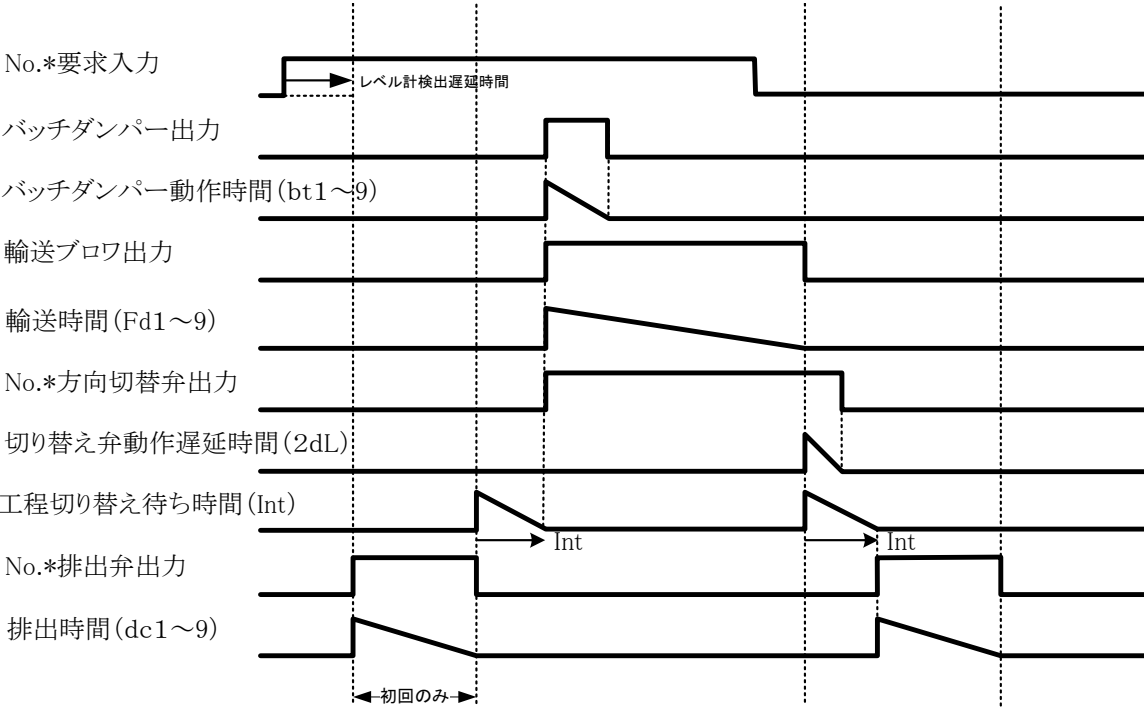 No.*要求入力
レベル計検出遅延時間
バッチダンパー出力
バッチダンパー動作時間(bt1～9)
輸送ブロワ出力
輸送時間(Fd1～9)
No.*方向切替弁出力
切り替え弁動作遅延時間(2dL)
工程切り替え待ち時間(Int)
Int
Int
No.*排出弁出力
排出時間(dc1～9)
初回のみ